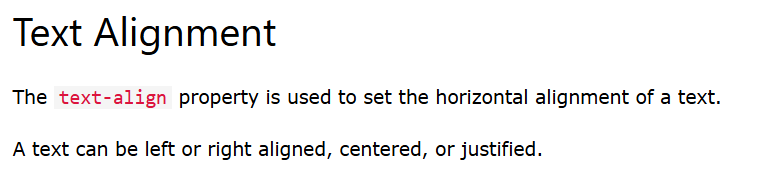 Text Alignment
The text-align property is used to set the horizontal alignment of a text.
A text can be left or right aligned, centered, or justified.